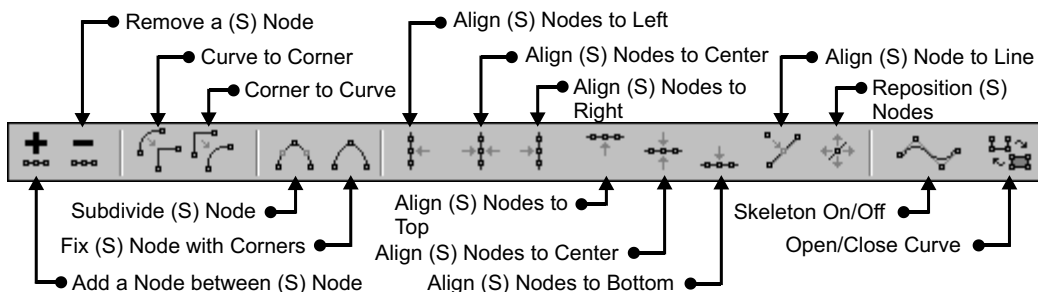 Remove a (S) Node
Align (S) Nodes to Left
Curve to Corner
Align (S) Nodes to Center
Align (S) Node to Line
Corner to Curve
Align (S) Nodes to
Right
Reposition (S)
Nodes
Subdivide (S) Node
Align (S) Nodes to
Top
Skeleton On/Off
Fix (S) Node with Corners
Align (S) Nodes to Center
Open/Close Curve
Add a Node between (S) Node
Align (S) Nodes to Bottom